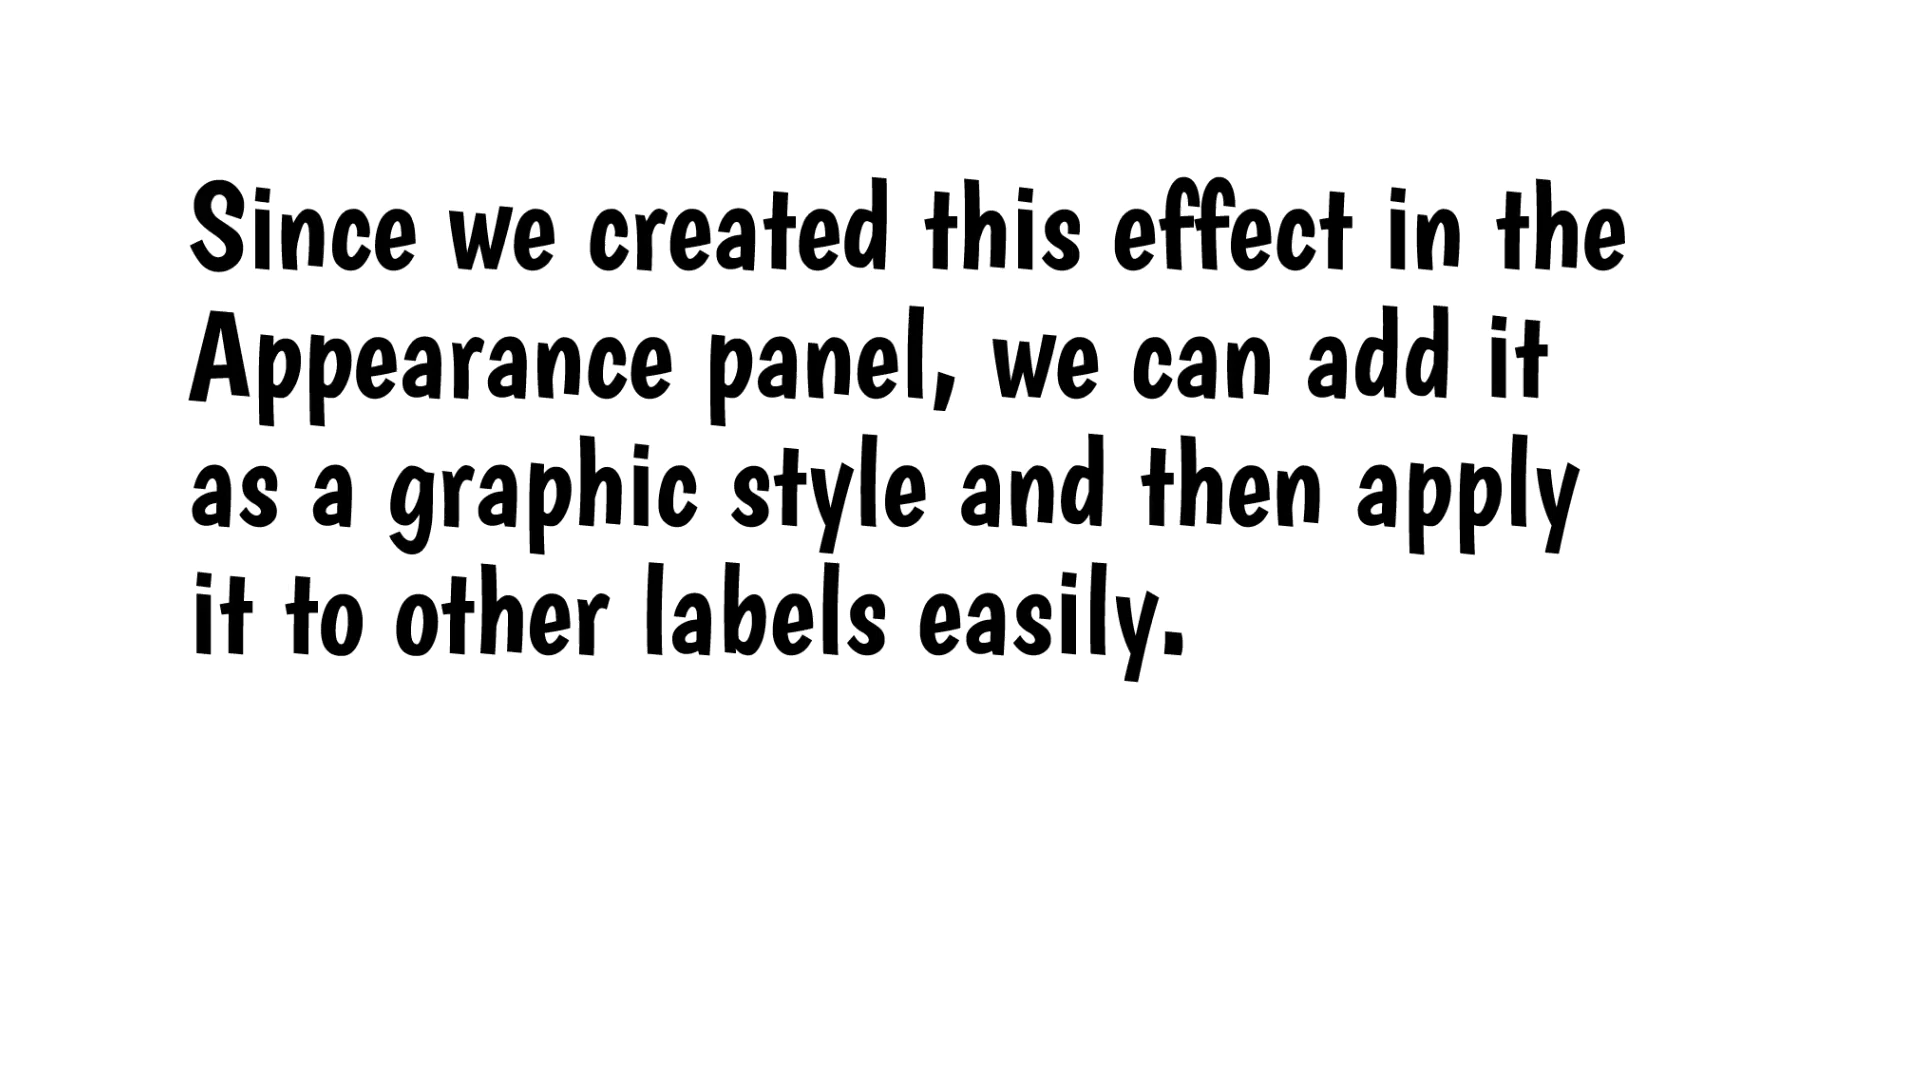 Since we created this effect in the
Appearance panel, we can add it
as a graphic style and then apply
it to other labels easily.